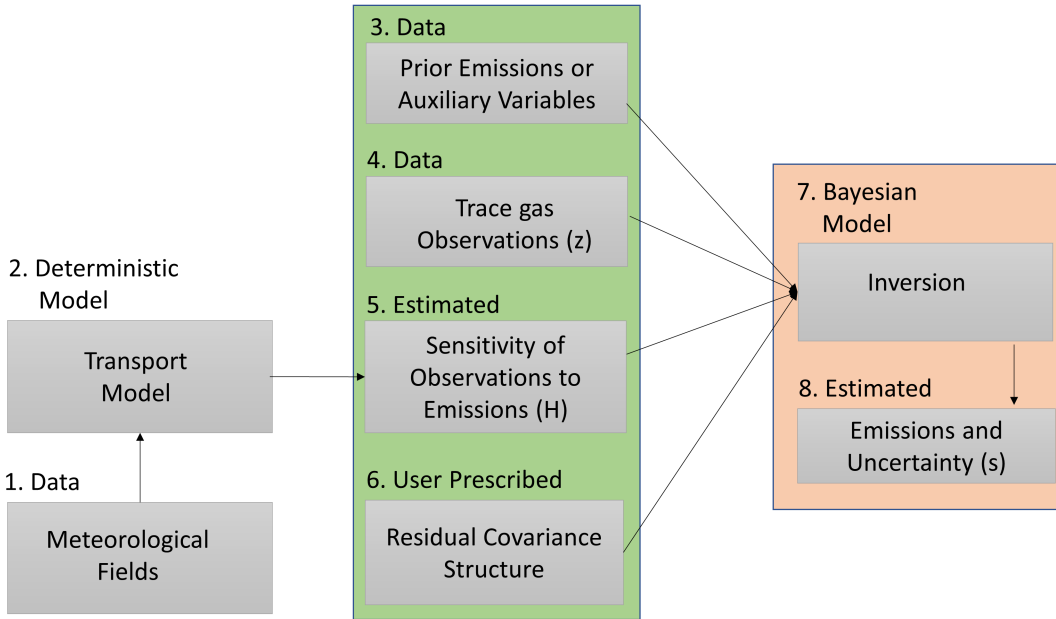 1. Data
Meteorological
Fields
2. Deterministic
Model
Transport
Model
3. Data
Prior Emissions or
Auxiliary Variables
4. Data
Trace gas
Observations (z)
5. Estimated
Sensitivity of
Observations to
Emissions (H)
6. User Prescribed
Residual Covariance
Structure
7. Bayesian
Model
Inversion
8. Estimated
Emissions and
Uncertainty (s)